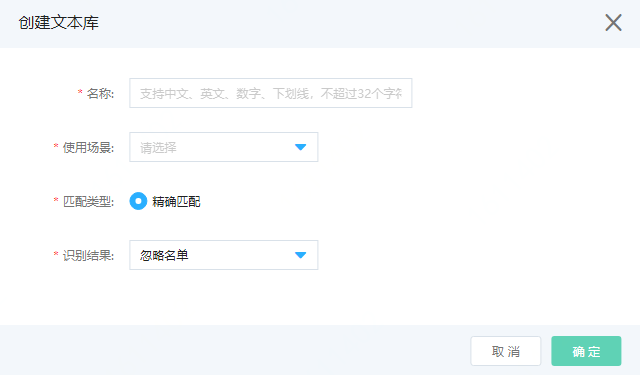 创建文本库
* 名称: 支持中文、英文、数字、下划线，不超过32个字符
* 使用场景: 请选择
* 匹配类型: 精确匹配
* 识别结果: 忽略名单
取 消 确 定